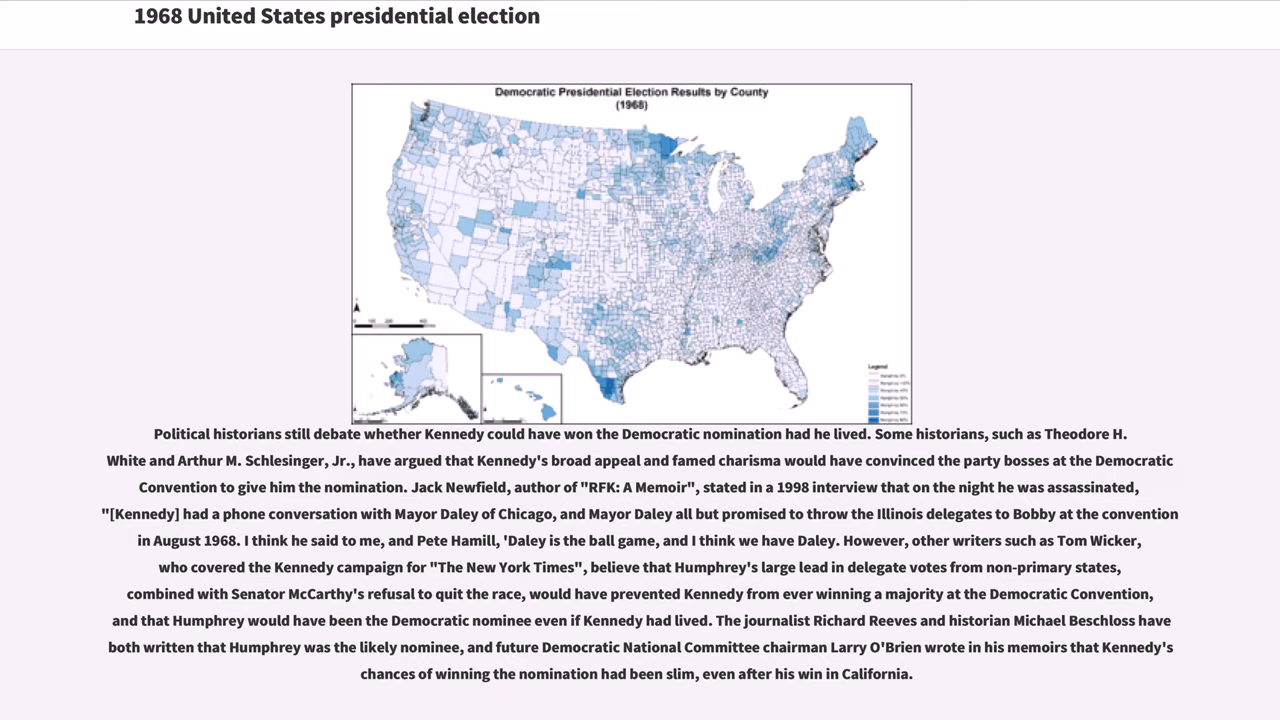 1968 United States presidential election
Democratic Presidential Election Results by County
(1968)
Legend
Political historians still debate whether Kennedy could have won the Democratic nomination had he lived. Some historians, such as Theodore H.
White and Arthur M. Schlesinger, Jr., have argued that Kennedy's broad appeal and famed charisma would have convinced the party bosses at the Democratic
Convention to give him the nomination. Jack Newfield, author of "RFK: A Memoir", stated in a 1998 interview that on the night he was assassinated,
"[Kennedy] had a phone conversation with Mayor Daley of Chicago, and Mayor Daley all but promised to throw the Illinois delegates to Bobby at the convention
in August 1968. I think he said to me, and Pete Hamill, 'Daley is the ball game, and I think we have Daley. However, other writers such as Tom Wicker,
who covered the Kennedy campaign for "The New York Times", believe that Humphrey's large lead in delegate votes from non-primary states,
combined with Senator McCarthy's refusal to quit the race, would have prevented Kennedy from ever winning a majority at the Democratic Convention,
and that Humphrey would have been the Democratic nominee even if Kennedy had lived. The journalist Richard Reeves and historian Michael Beschloss have
both written that Humphrey was the likely nominee, and future Democratic National Committee chairman Larry O'Brien wrote in his memoirs that Kennedy's
chances of winning the nomination had been slim, even after his win in California.